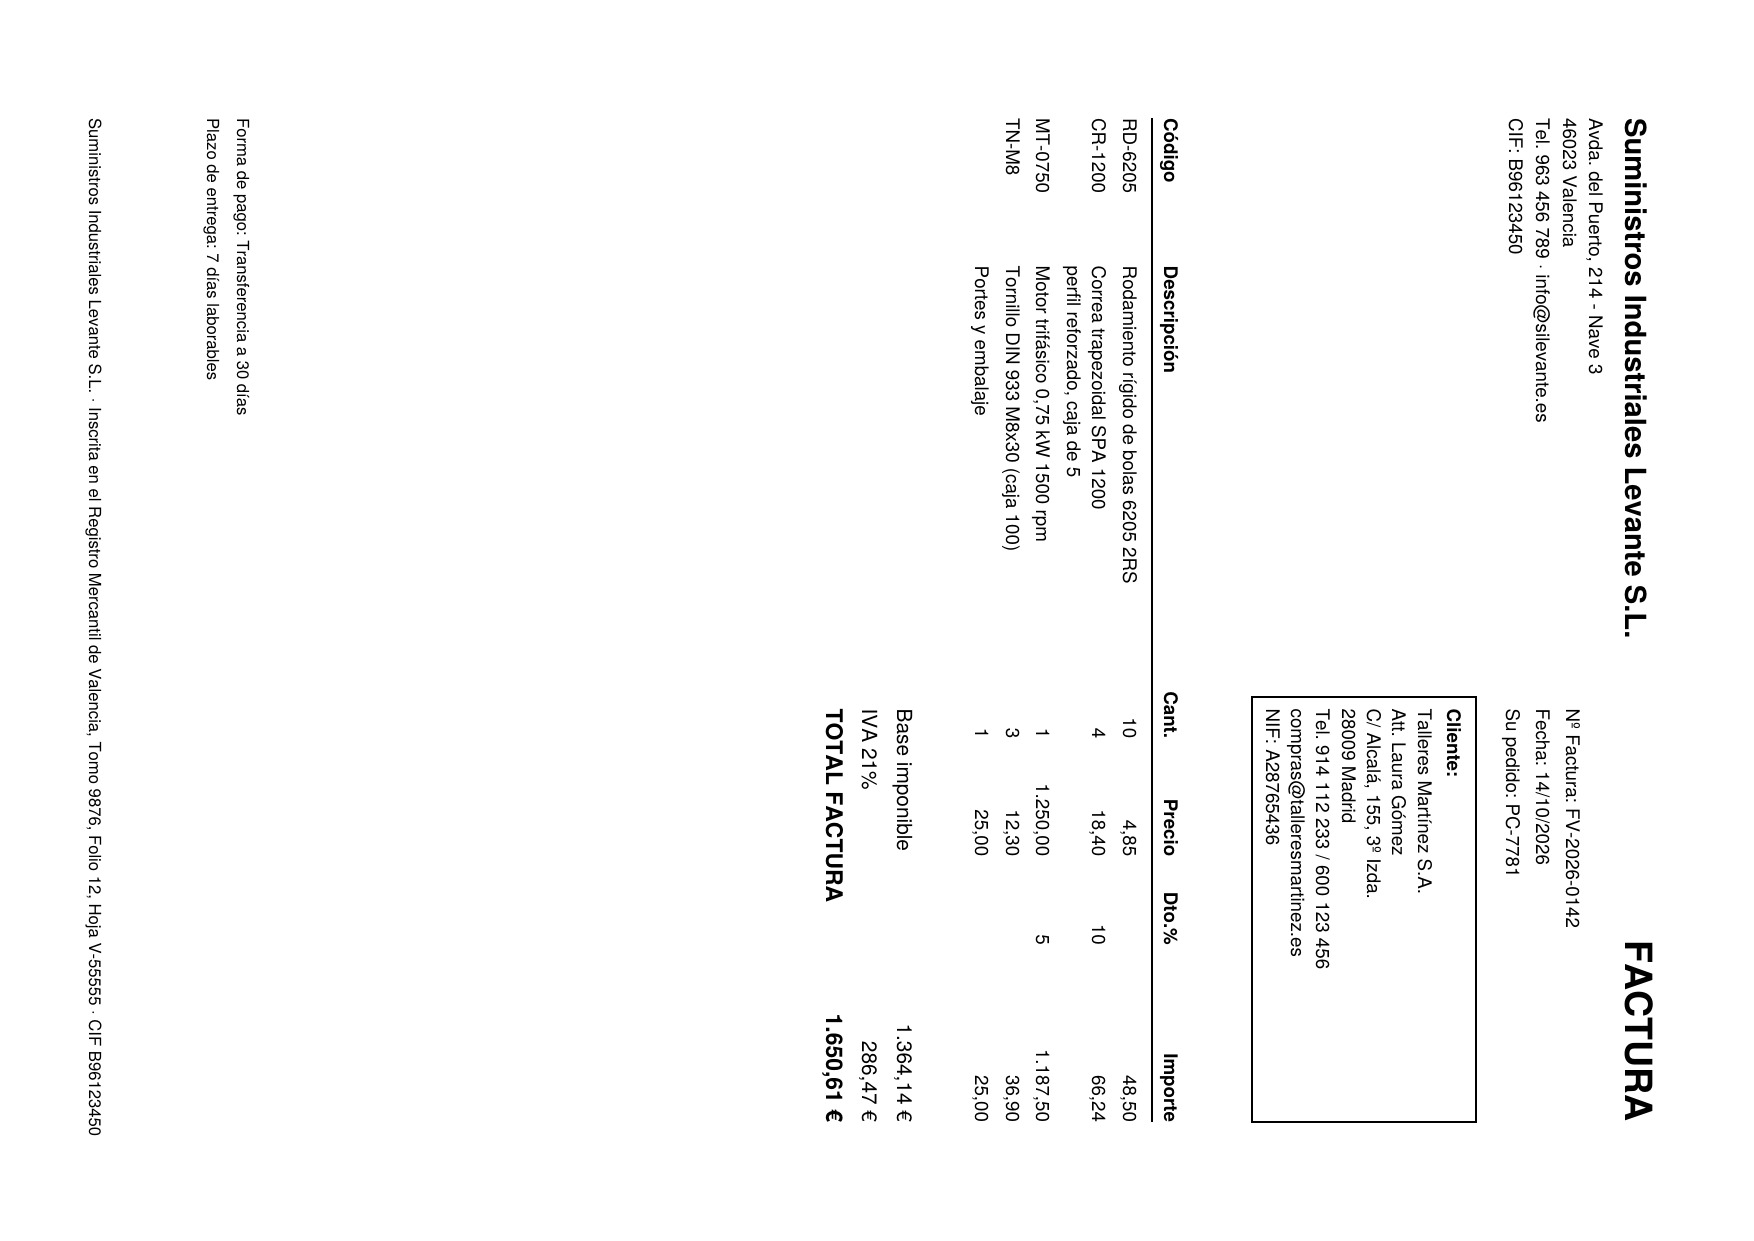 Suministros Industriales Levante S.L.
FACTURA
Avda. del Puerto, 214 - Nave 3
46023 Valencia
Tel. 963 456 789 · info@silevante.es
CIF: B96123450
Nº Factura: FV-2026-0142
Fecha: 14/10/2026
Su pedido: PC-7781
Cliente:
Talleres Martínez S.A.
Att. Laura Gómez
C/ Alcalá, 155, 3º Izda.
28009 Madrid
Tel. 914 112 233 / 600 123 456
compras@talleresmartinez.es
NIF: A28765436
Código Descripción Cant. Precio Dto.% Importe
RD-6205 Rodamiento rígido de bolas 6205 2RS 10 4,85 48,50
CR-1200 Correa trapezoidal SPA 1200 4 18,40 10 66,24
perfil reforzado, caja de 5
MT-0750 Motor trifásico 0,75 kW 1500 rpm 1 1.250,00 5 1.187,50
TN-M8 Tornillo DIN 933 M8x30 (caja 100) 3 12,30 36,90
Portes y embalaje 1 25,00 25,00
Base imponible 1.364,14 €
IVA 21% 286,47 €
TOTAL FACTURA 1.650,61 €
Forma de pago: Transferencia a 30 días
Plazo de entrega: 7 días laborables
Suministros Industriales Levante S.L. · Inscrita en el Registro Mercantil de Valencia, Tomo 9876, Folio 12, Hoja V-55555 · CIF B96123450